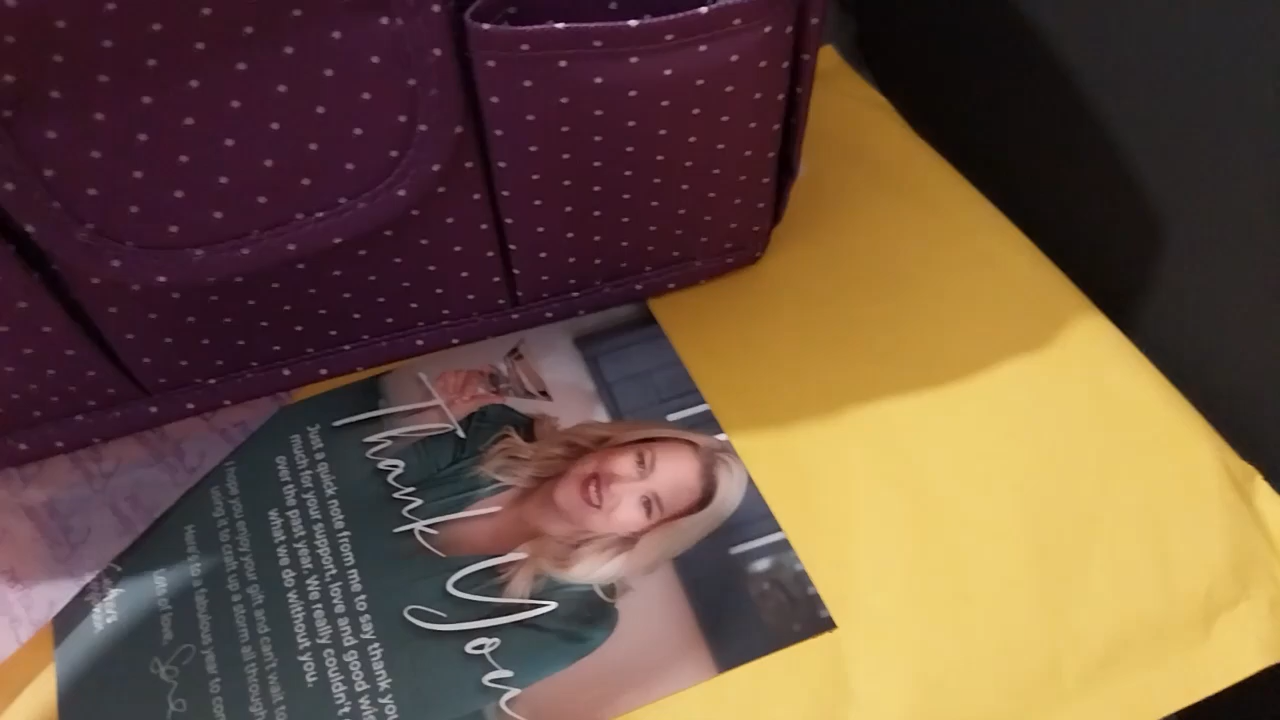 Thank You
Just a quick note from me to say thank you
much for your support, love and good
over the past year. We really couldn't
what we do without you.
I hope you enjoy your gift and can't wait to
using it to craft up a storm all through
Here's to a fabulous year to
Lots of love,